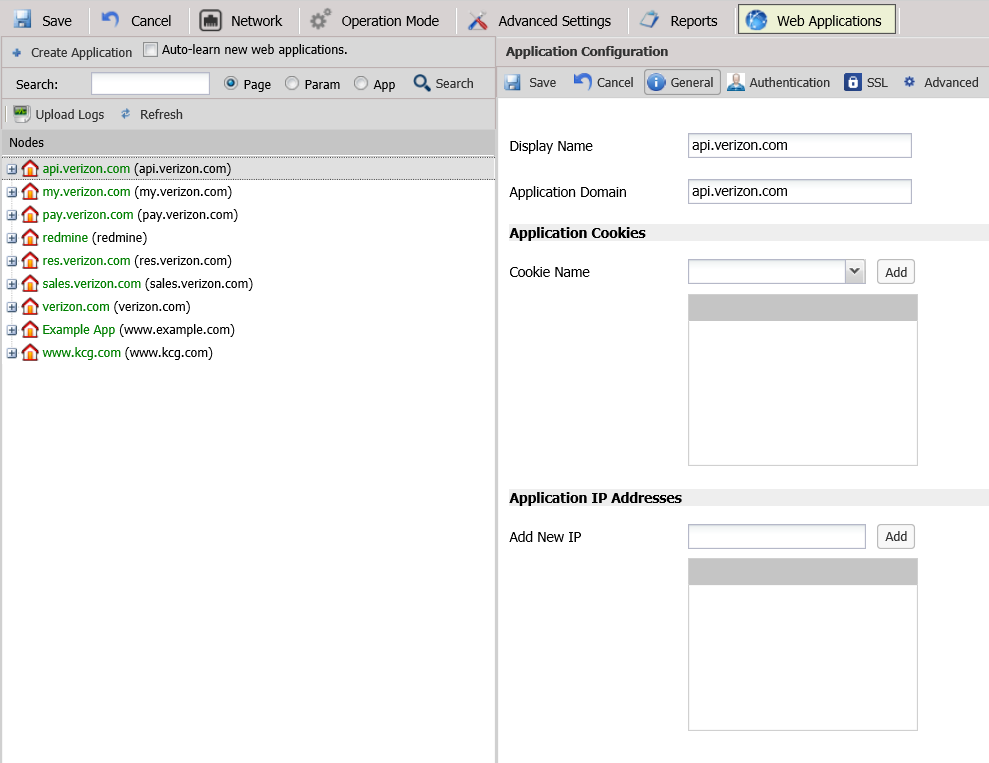 Save Cancel Network Operation Mode Advanced Settings Reports Web Applications
Create Application Auto-learn new web applications.
Search: Page Param App Search
Upload Logs Refresh
Nodes
api.verizon.com (api.verizon.com)
my.verizon.com (my.verizon.com)
pay.verizon.com (pay.verizon.com)
redmine (redmine)
res.verizon.com (res.verizon.com)
sales.verizon.com (sales.verizon.com)
verizon.com (verizon.com)
Example App (www.example.com)
www.kcg.com (www.kcg.com)
Application Configuration
Save Cancel General Authentication SSL Advanced
Display Name api.verizon.com
Application Domain api.verizon.com
Application Cookies
Cookie Name Add
Application IP Addresses
Add New IP Add